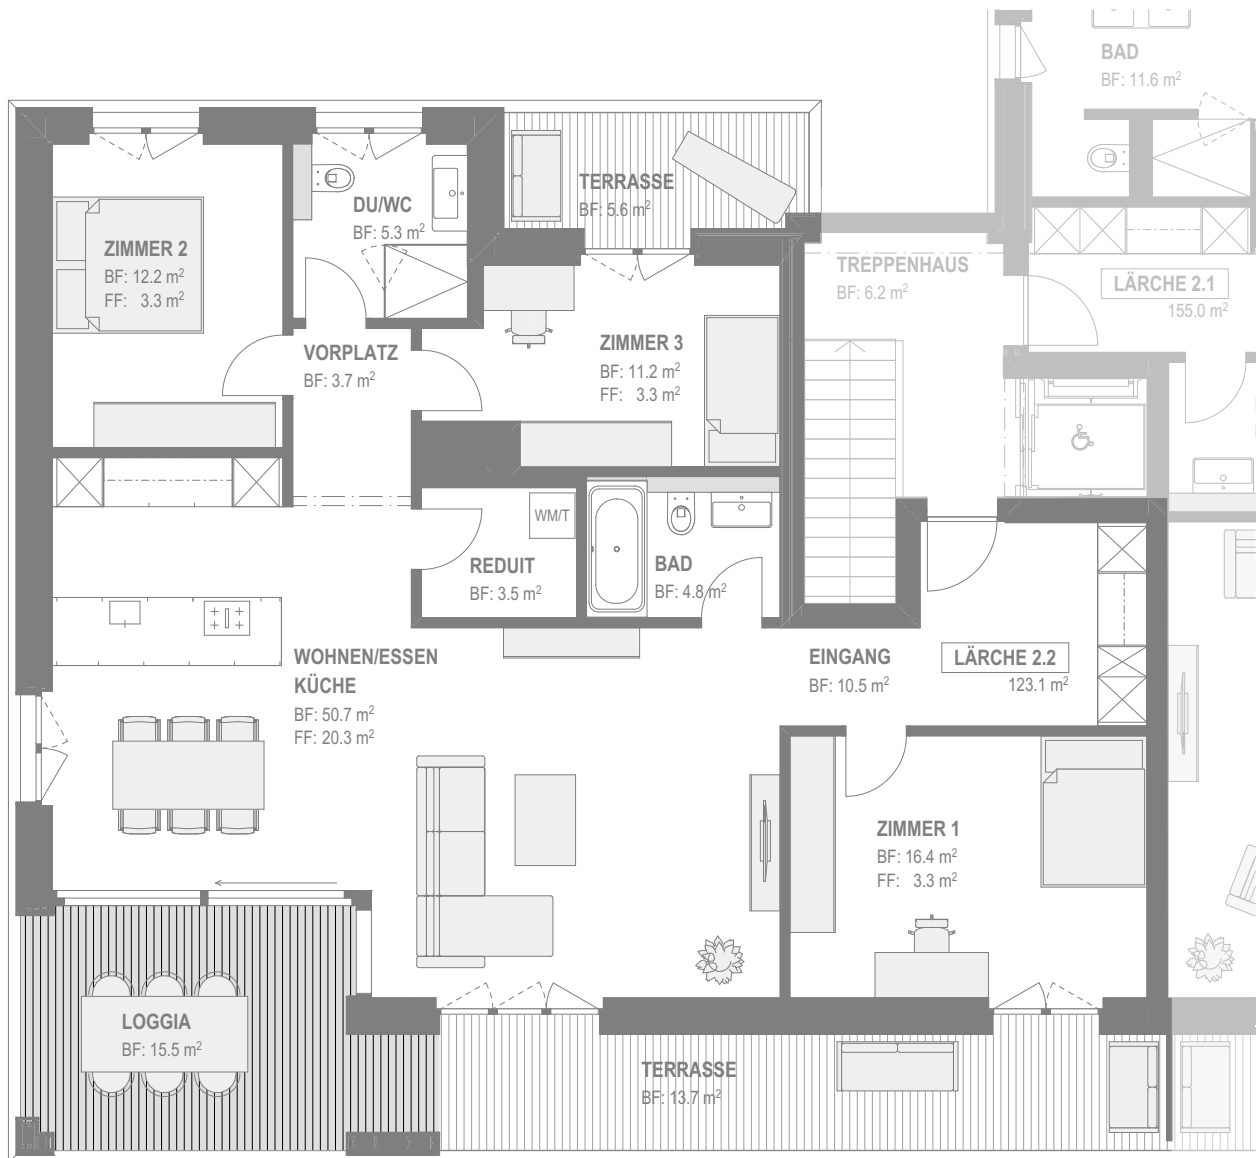 BAD
BF: 11.6 m²
TERRASSE
BF: 5.6 m²
DU/WC
BF: 5.3 m²
ZIMMER 2
BF: 12.2 m²
FF: 3.3 m²
TREPPENHAUS
BF: 6.2 m²
LÄRCHE 2.1
155.0 m²
VORPLATZ
BF: 3.7 m²
ZIMMER 3
BF: 11.2 m²
FF: 3.3 m²
WM/T
REDUIT
BF: 3.5 m²
BAD
BF: 4.8 m²
WOHNEN/ESSEN
KÜCHE
BF: 50.7 m²
FF: 20.3 m²
EINGANG
BF: 10.5 m²
LÄRCHE 2.2
123.1 m²
ZIMMER 1
BF: 16.4 m²
FF: 3.3 m²
LOGGIA
BF: 15.5 m²
TERRASSE
BF: 13.7 m²